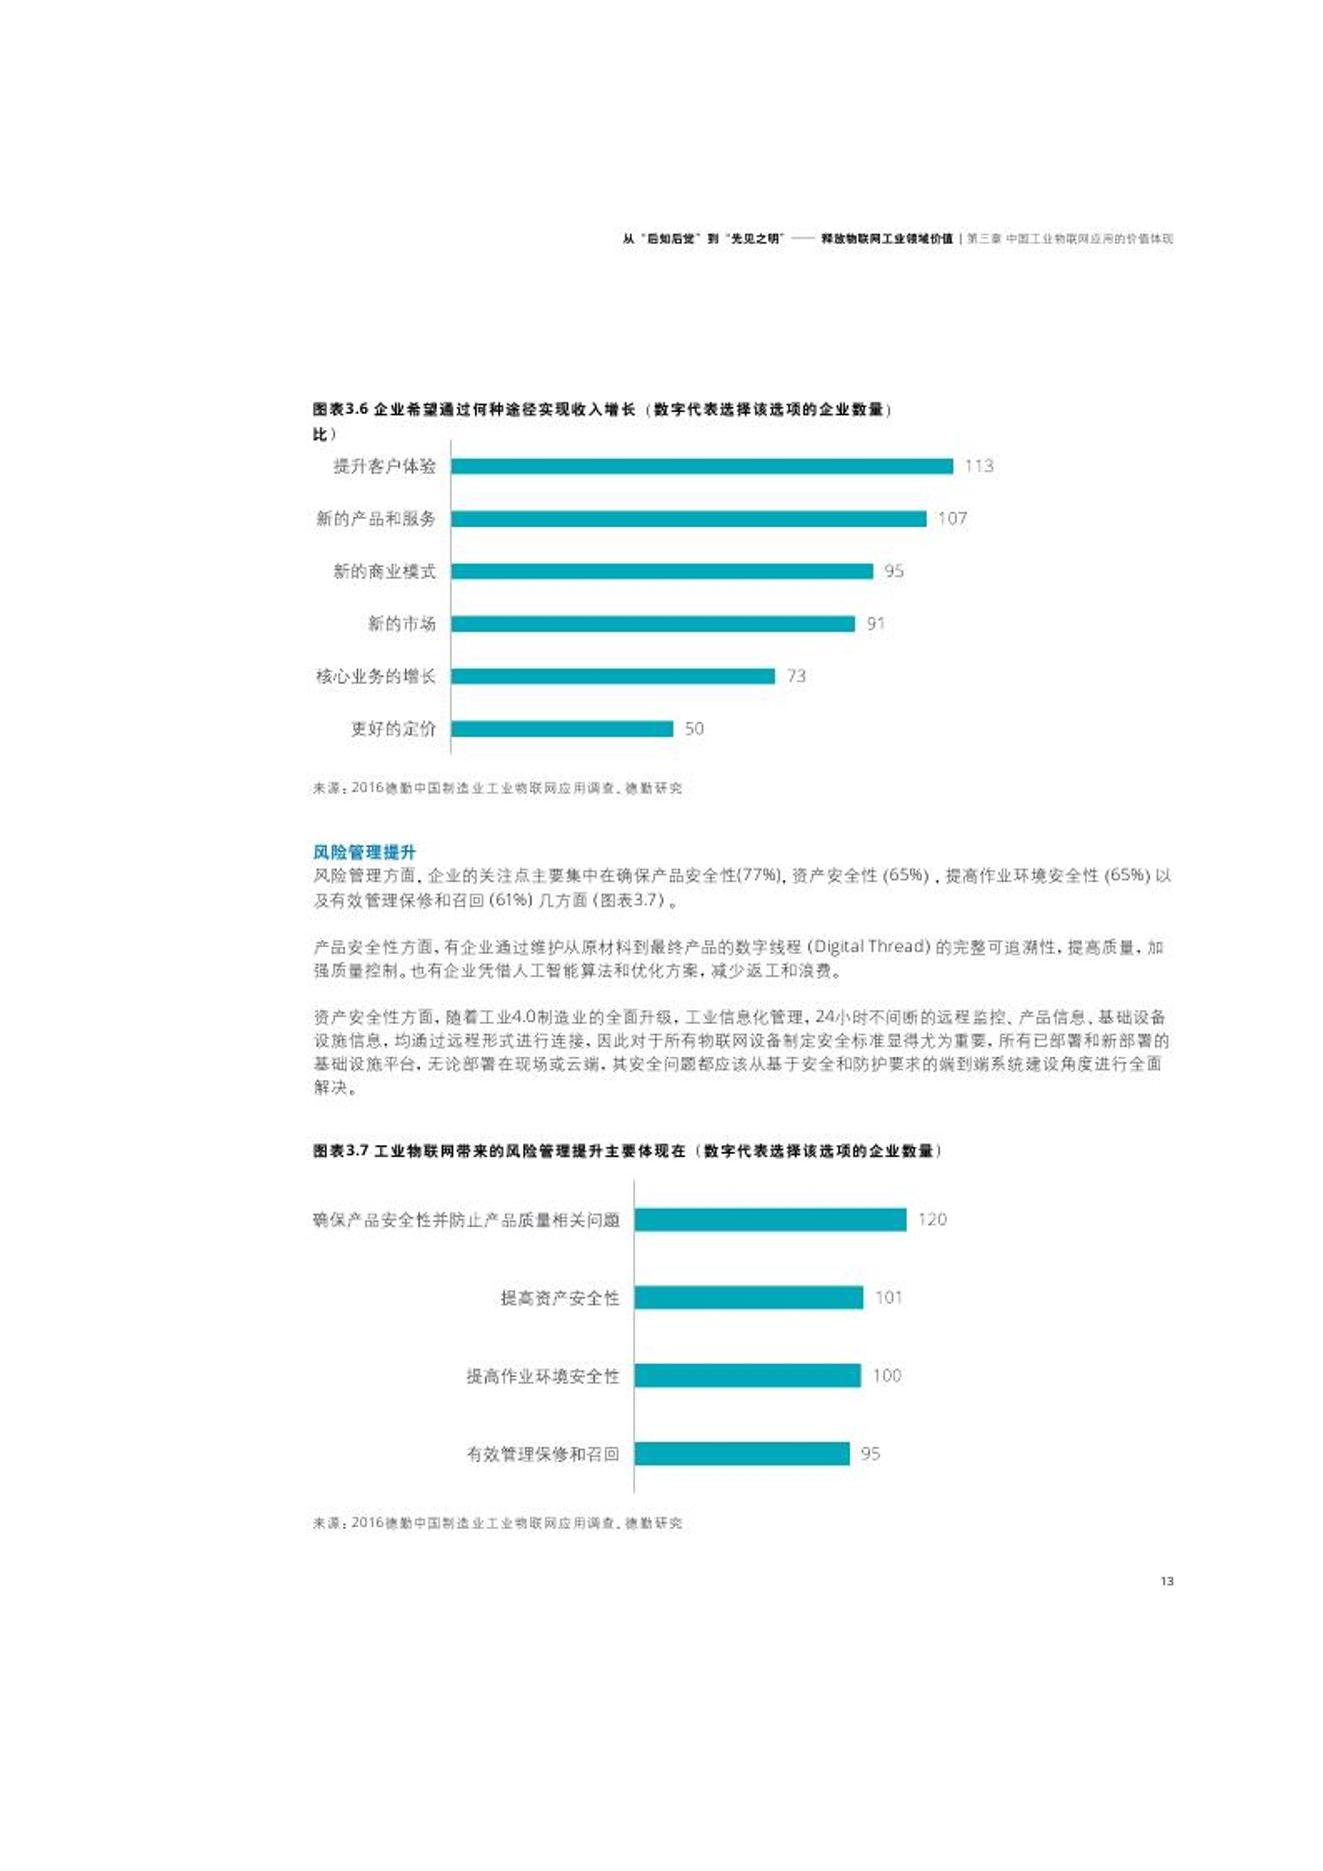 从“后知后觉”到“先见之明” —— 释放物联网工业领域价值 | 第三章 中国工业物联网应用的价值体现
图表3.6 企业希望通过何种途径实现收入增长（数字代表选择该选项的企业数量）
比）
提升客户体验 113
新的产品和服务 107
新的商业模式 95
新的市场 91
核心业务的增长 73
更好的定价 50
来源：2016德勤中国制造业工业物联网应用调查、德勤研究
风险管理提升
风险管理方面，企业的关注点主要集中在确保产品安全性(77%)，资产安全性 (65%) ，提高作业环境安全性 (65%) 以
及有效管理保修和召回 (61%) 几方面 (图表3.7) 。
产品安全性方面，有企业通过维护从原材料到最终产品的数字线程 (Digital Thread) 的完整可追溯性，提高质量，加
强质量控制。也有企业凭借人工智能算法和优化方案，减少返工和浪费。
资产安全性方面，随着工业4.0制造业的全面升级，工业信息化管理，24小时不间断的远程监控、产品信息、基础设备
设施信息，均通过远程形式进行连接，因此对于所有物联网设备制定安全标准显得尤为重要，所有已部署和新部署的
基础设施平台，无论部署在现场或云端，其安全问题都应该从基于安全和防护要求的端到端系统建设角度进行全面
解决。
图表3.7 工业物联网带来的风险管理提升主要体现在（数字代表选择该选项的企业数量）
确保产品安全性并防止产品质量相关问题 120
提高资产安全性 101
提高作业环境安全性 100
有效管理保修和召回 95
来源：2016德勤中国制造业工业物联网应用调查、德勤研究
13